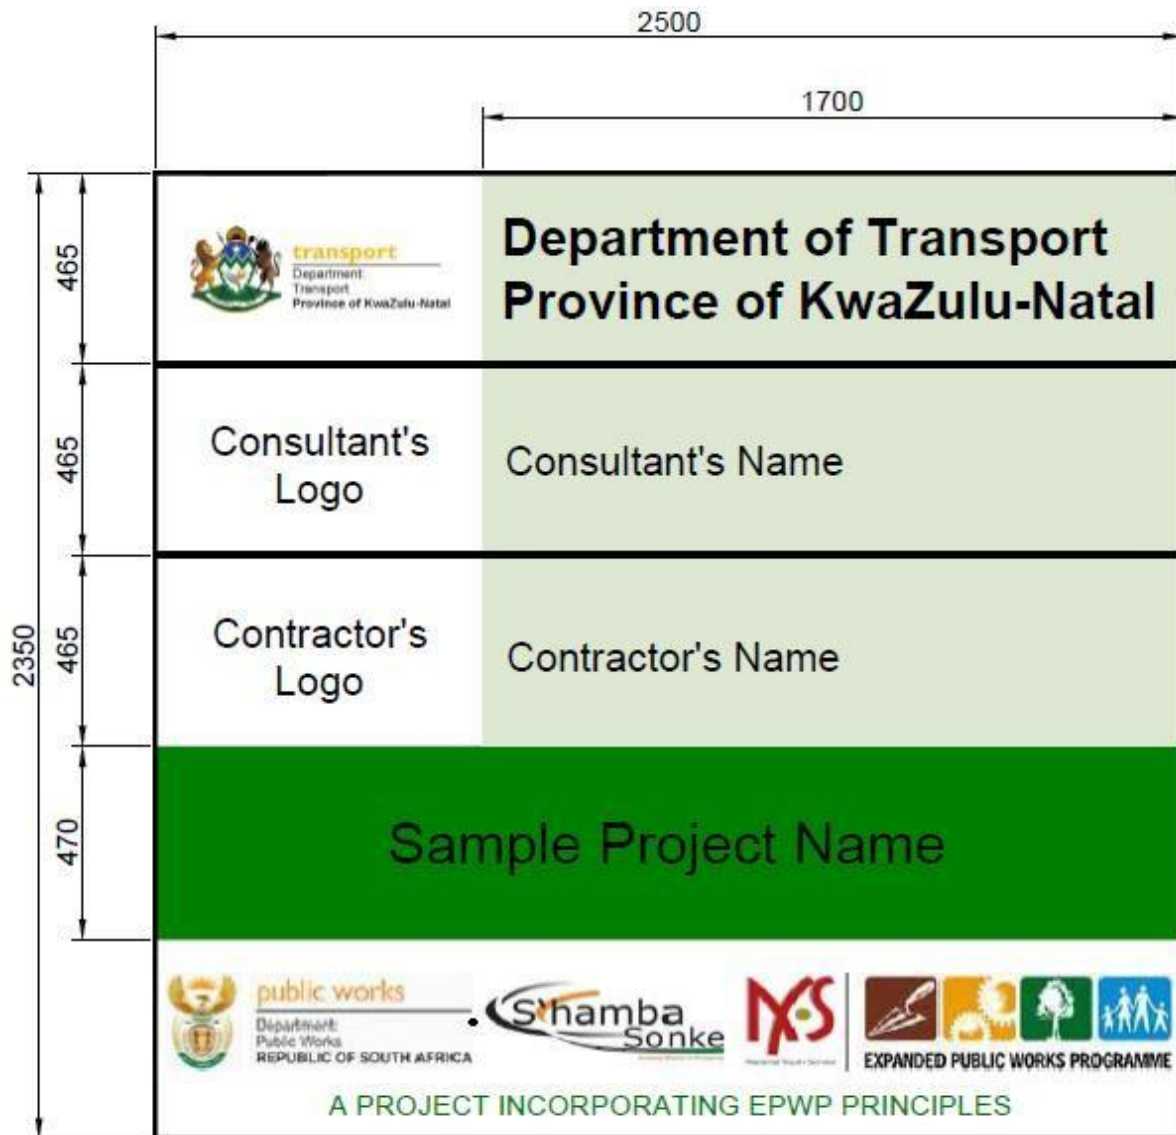 2500
1700
465
transport
Department:
Transport
Province of KwaZulu-Natal
Department of Transport
Province of KwaZulu-Natal
465
Consultant's
Logo
Consultant's Name
2350
465
Contractor's
Logo
Contractor's Name
470
Sample Project Name
public works
Department:
Public Works
REPUBLIC OF SOUTH AFRICA
S'hamba
Sonke
NYS
EXPANDED PUBLIC WORKS PROGRAMME
A PROJECT INCORPORATING EPWP PRINCIPLES